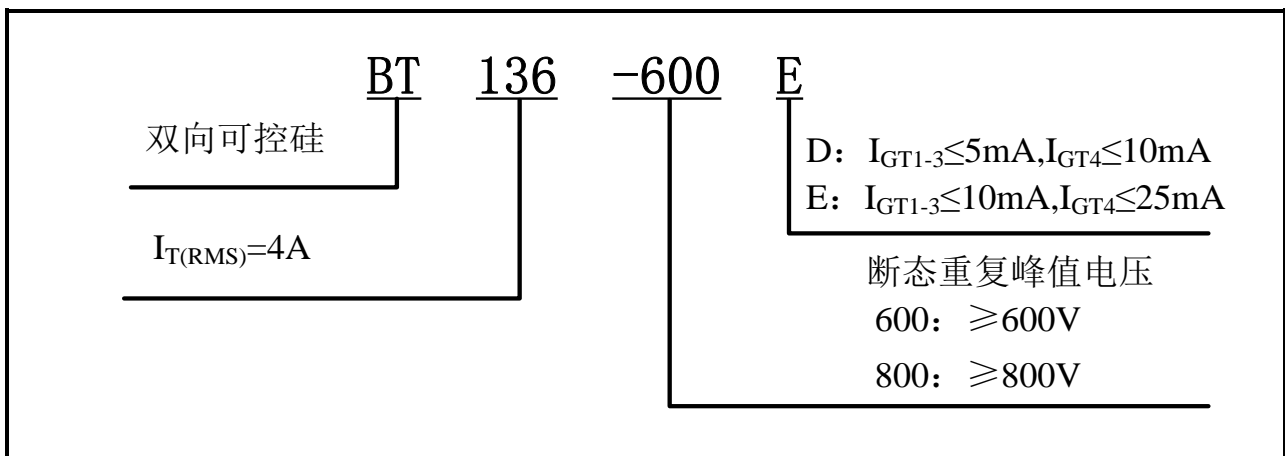 BT 136 -600 E
双向可控硅
D： IGT1-3≤5mA,IGT4≤10mA
E： IGT1-3≤10mA,IGT4≤25mA
IT(RMS)=4A
断态重复峰值电压
600： ≥600V
800： ≥800V